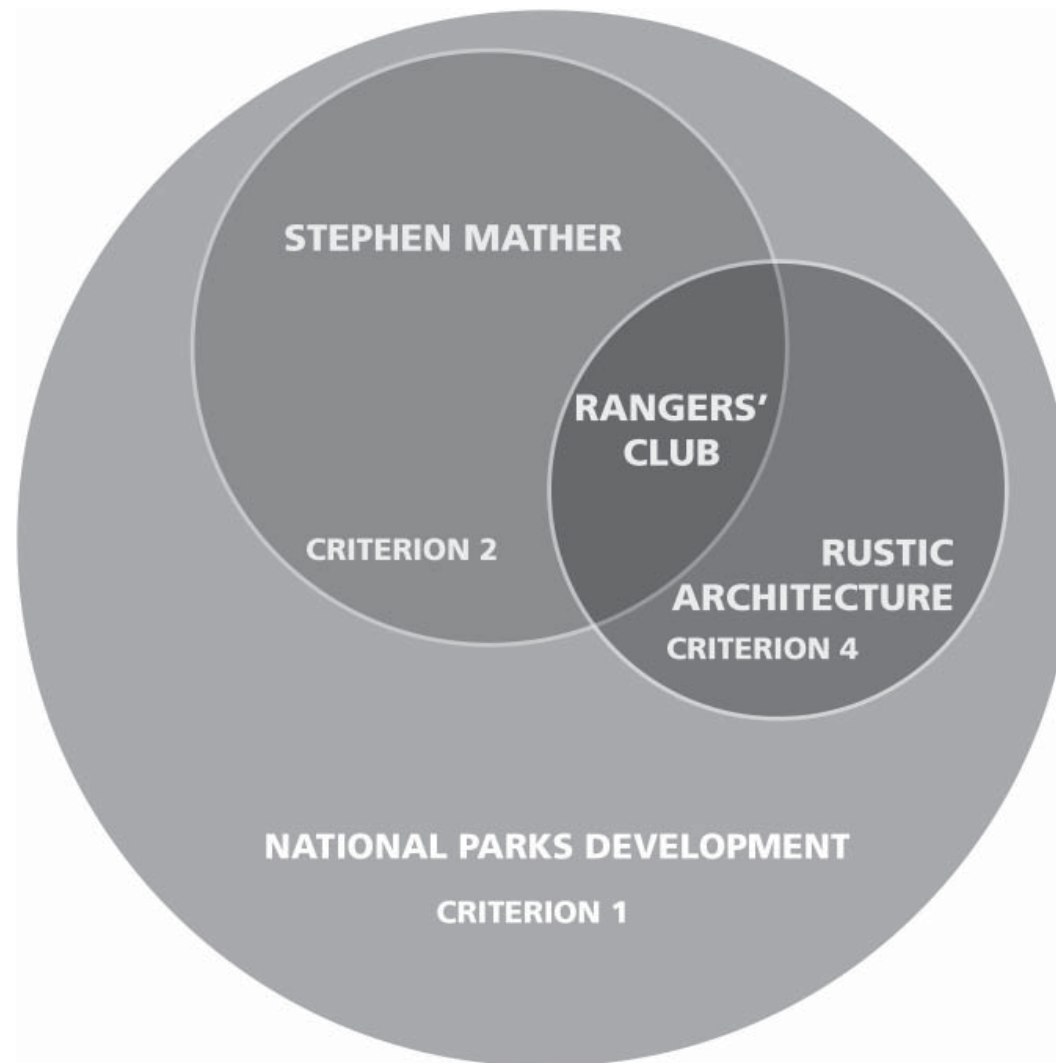 STEPHEN MATHER
RANGERS’
CLUB
CRITERION 2
RUSTIC
ARCHITECTURE
CRITERION 4
NATIONAL PARKS DEVELOPMENT
CRITERION 1